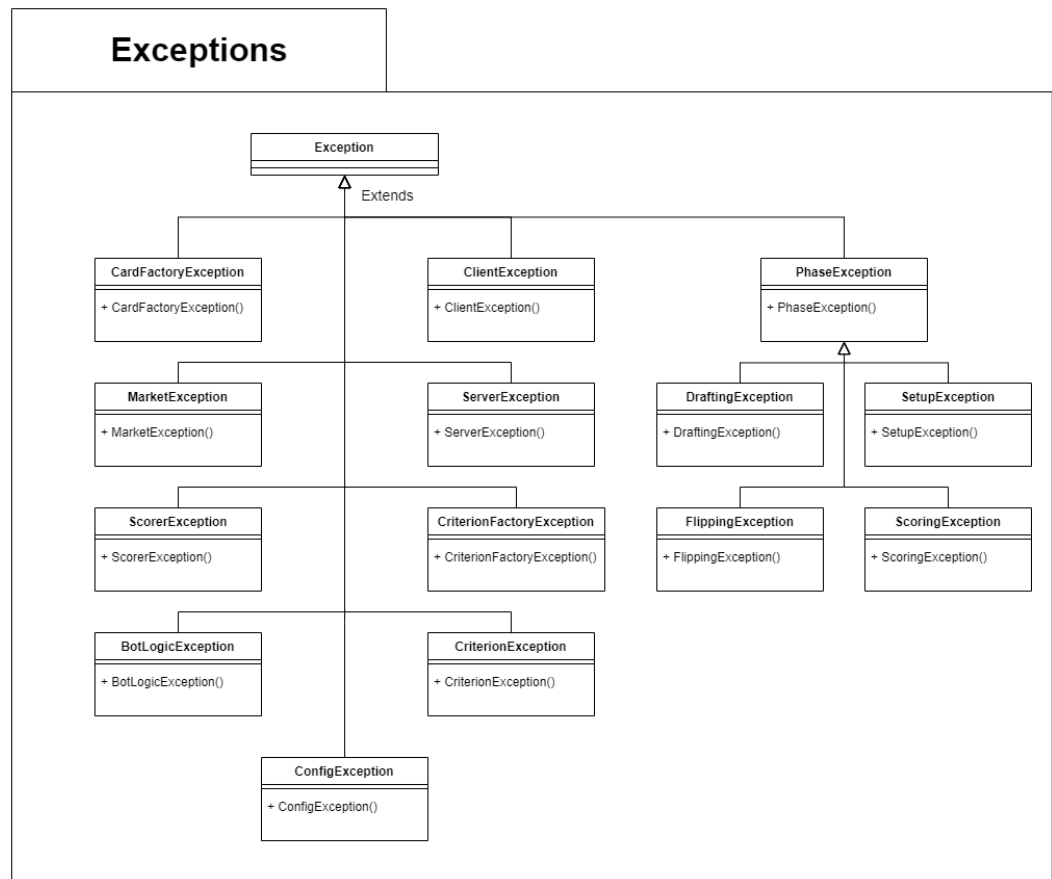 Exceptions
Exception
Extends
CardFactoryException
+ CardFactoryException()
ClientException
+ ClientException()
PhaseException
+ PhaseException()
MarketException
+ MarketException()
ServerException
+ ServerException()
DraftingException
+ DraftingException()
SetupException
+ SetupException()
ScorerException
+ ScorerException()
CriterionFactoryException
+ CriterionFactoryException()
FlippingException
+ FlippingException()
ScoringException
+ ScoringException()
BotLogicException
+ BotLogicException()
CriterionException
+ CriterionException()
ConfigException
+ ConfigException()